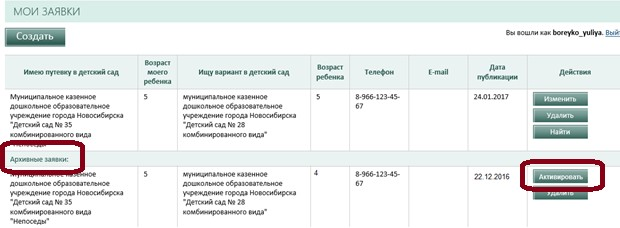 МОИ ЗАЯВКИ
Создать
Вы вошли как boreyko_yuliya.
Имею путевку в детский сад
Возраст моего ребенка
Ищу вариант в детский сад
Возраст ребенка
Телефон
E-mail
Дата публикации
Действия
Муниципальное казенное
дошкольное образовательное
учреждение города Новосибирска
"Детский сад № 35
комбинированного вида
"Непоседы"
5
муниципальное казенное
дошкольное образовательное
учреждение города Новосибирска
"Детский сад № 28
комбинированного вида"
5
8-966-123-45-
67
24.01.2017
Изменить
Удалить
Найти
Архивные заявки:
Муниципальное казенное
дошкольное образовательное
учреждение города Новосибирска
"Детский сад № 35
комбинированного вида
"Непоседы"
5
муниципальное казенное
дошкольное образовательное
учреждение города Новосибирска
"Детский сад № 28
комбинированного вида"
4
8-966-123-45-
67
22.12.2016
Активировать
Удалить